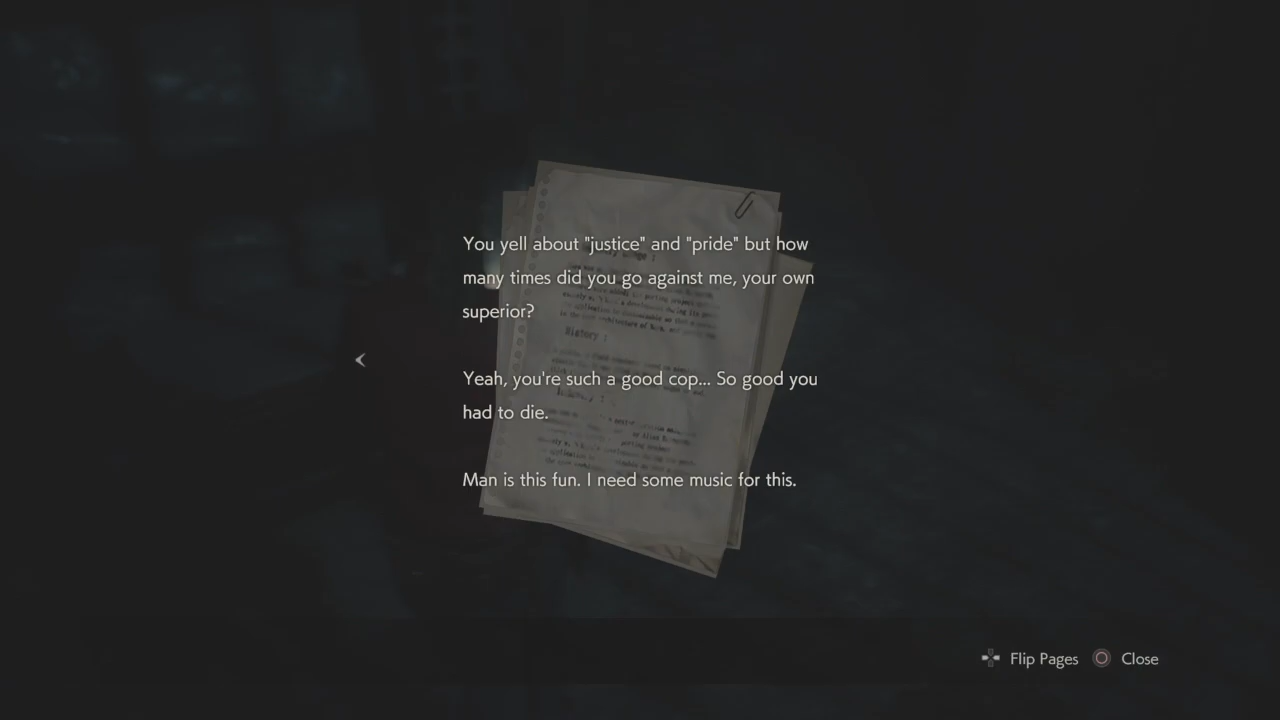 You yell about "justice" and "pride" but how
many times did you go against me, your own
superior?
Yeah, you're such a good cop... So good you
had to die.
Man is this fun. I need some music for this.
History :
Flip Pages
Close